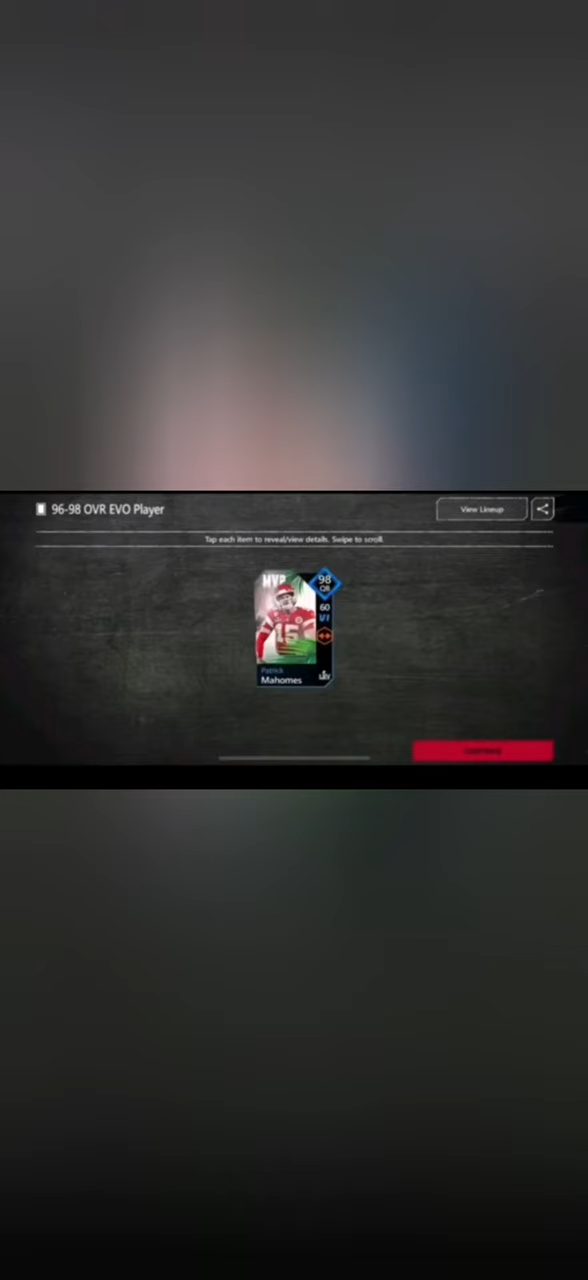 96-98 OVR EVO Player
View Lineup
Tap each item to reveal/view details. Swipe to scroll.
MVP
98
QB
60
15
Patrick
Mahomes